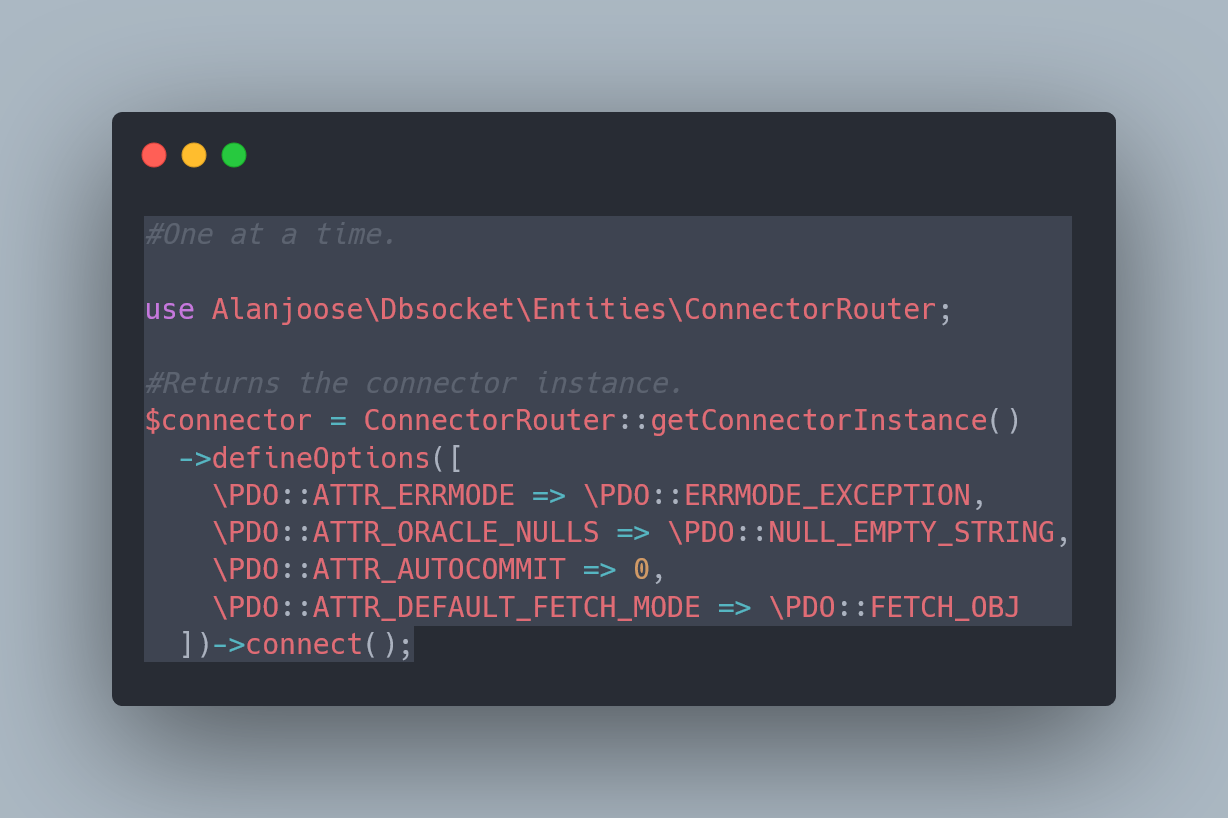 #One at a time.
use Alanjoose\Dbsocket\Entities\ConnectorRouter;
#Returns the connector instance.
$connector = ConnectorRouter::getConnectorInstance()
  ->defineOptions([
    \PDO::ATTR_ERRMODE => \PDO::ERRMODE_EXCEPTION,
    \PDO::ATTR_ORACLE_NULLS => \PDO::NULL_EMPTY_STRING,
    \PDO::ATTR_AUTOCOMMIT => 0,
    \PDO::ATTR_DEFAULT_FETCH_MODE => \PDO::FETCH_OBJ
  ])->connect();